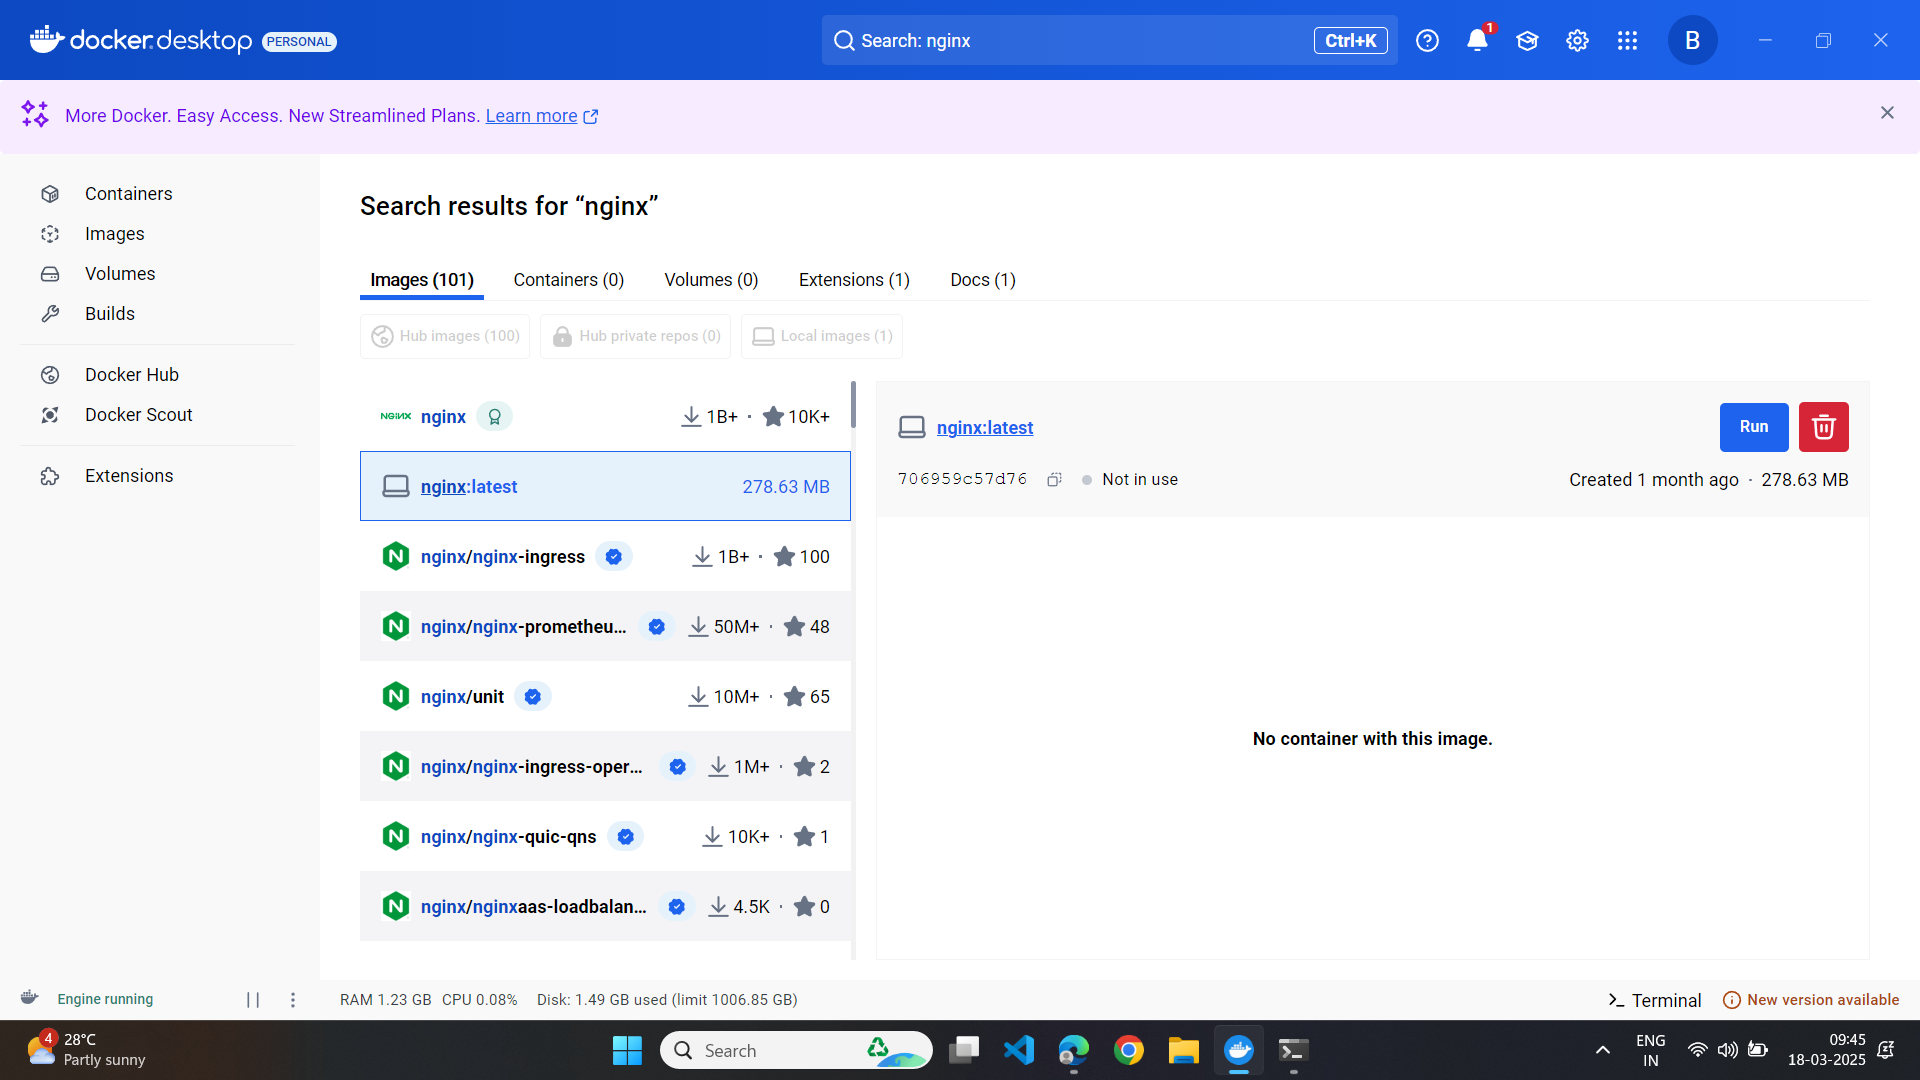 docker.desktop PERSONAL
Search: nginx Ctrl+K
1
B
More Docker. Easy Access. New Streamlined Plans. Learn more
Containers
Images
Volumes
Builds
Docker Hub
Docker Scout
Extensions
Search results for “nginx”
Images (101) Containers (0) Volumes (0) Extensions (1) Docs (1)
Hub images (100) Hub private repos (0) Local images (1)
NGINX nginx 1B+ · 10K+
nginx:latest 278.63 MB
N nginx/nginx-ingress 1B+ · 100
N nginx/nginx-prometheu... 50M+ · 48
N nginx/unit 10M+ · 65
N nginx/nginx-ingress-oper... 1M+ · 2
N nginx/nginx-quic-qns 10K+ · 1
N nginx/nginxaas-loadbalan... 4.5K · 0
nginx:latest Run
706959c57d76 Not in use Created 1 month ago · 278.63 MB
No container with this image.
Engine running RAM 1.23 GB CPU 0.08% Disk: 1.49 GB used (limit 1006.85 GB) Terminal New version available
4
28°C
Partly sunny
Search
ENG
IN
09:45
18-03-2025